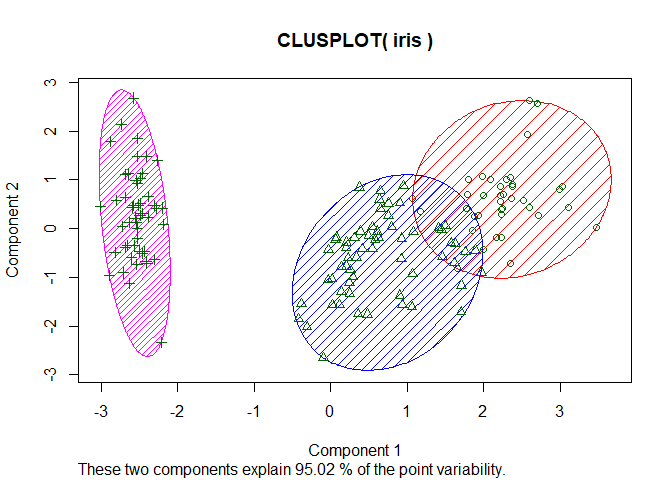 CLUSPLOT( iris )
3
2
1
0
-1
-2
-3
Component 2
-3 -2 -1 0 1 2 3
Component 1
These two components explain 95.02 % of the point variability.